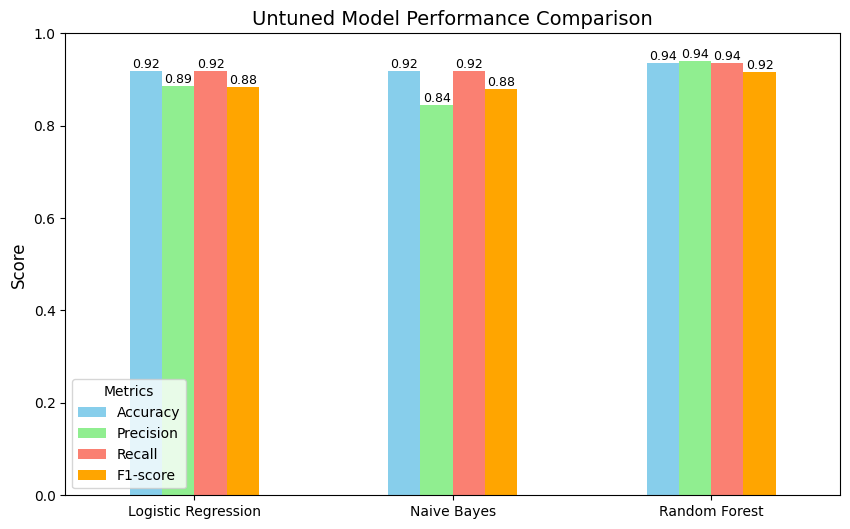 Untuned Model Performance Comparison
1.0
0.8
0.6
0.4
0.2
0.0
Score
0.92 0.89 0.92 0.88
0.92 0.84 0.92 0.88
0.94 0.94 0.94 0.92
Metrics
Accuracy
Precision
Recall
F1-score
Logistic Regression Naive Bayes Random Forest